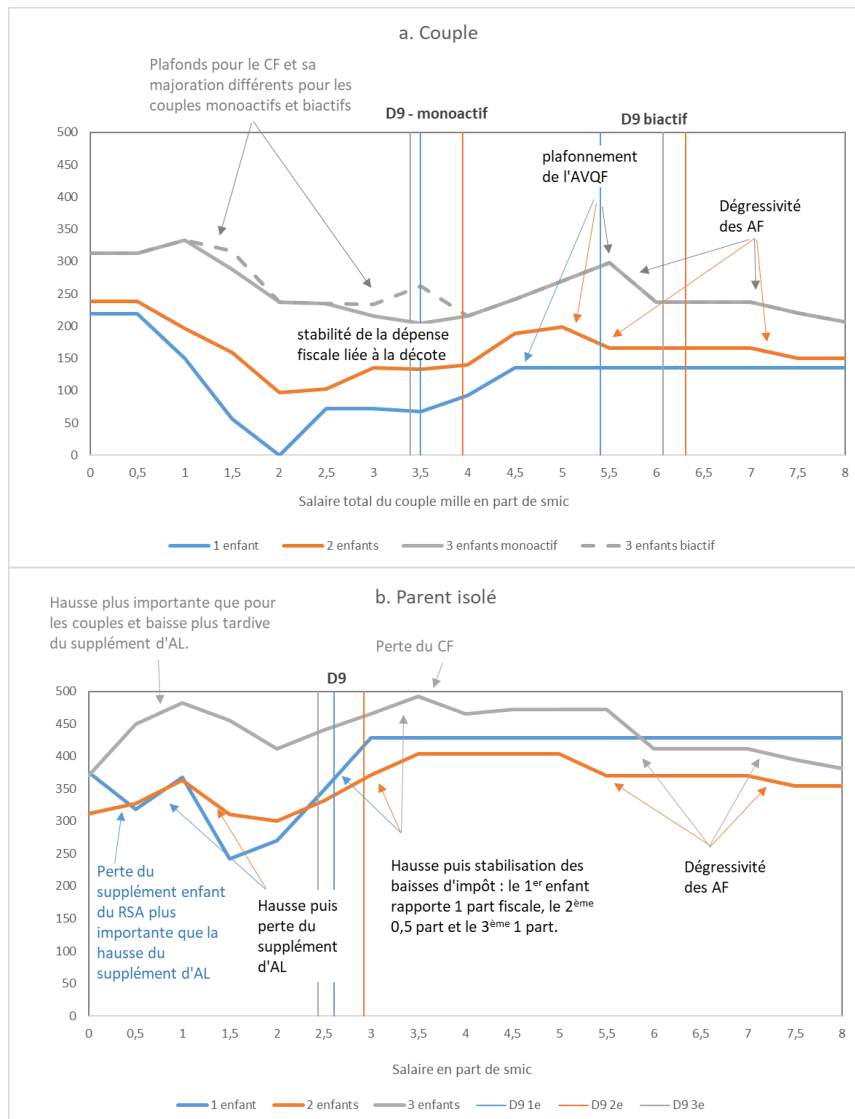 a. Couple
Plafonds pour le CF et sa
majoration différents pour les
couples monoactifs et biactifs
D9 - monoactif
D9 biactif
500
450
400
350
300
250
200
150
100
50
0
plafonnement
de l'AVQF
Dégressivité
des AF
stabilité de la dépense
fiscale liée à la décote
0 0,5 1 1,5 2 2,5 3 3,5 4 4,5 5 5,5 6 6,5 7 7,5 8
Salaire total du couple mille en part de smic
1 enfant 2 enfants 3 enfants monoactif 3 enfants biactif
b. Parent isolé
Hausse plus importante que pour
les couples et baisse plus tardive
du supplément d'AL.
Perte du CF
D9
500
450
400
350
300
250
200
150
100
50
0
Perte du
supplément enfant
du RSA plus
importante que la
hausse du
supplément d'AL
Hausse puis
perte du
supplément
d'AL
Hausse puis stabilisation des
baisses d'impôt : le 1er enfant
rapporte 1 part fiscale, le 2ème
0,5 part et le 3ème 1 part.
Dégressivité
des AF
0 0,5 1 1,5 2 2,5 3 3,5 4 4,5 5 5,5 6 6,5 7 7,5 8
Salaire en part de smic
1 enfant 2 enfants 3 enfants D9 1e D9 2e D9 3e